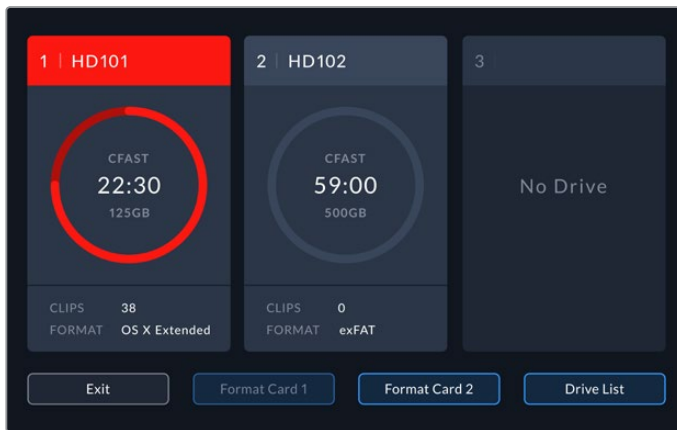 1 | HD101
CFAST
22:30
125GB
CLIPS 38
FORMAT OS X Extended
2 | HD102
CFAST
59:00
500GB
CLIPS 0
FORMAT exFAT
3
No Drive
Exit
Format Card 1
Format Card 2
Drive List